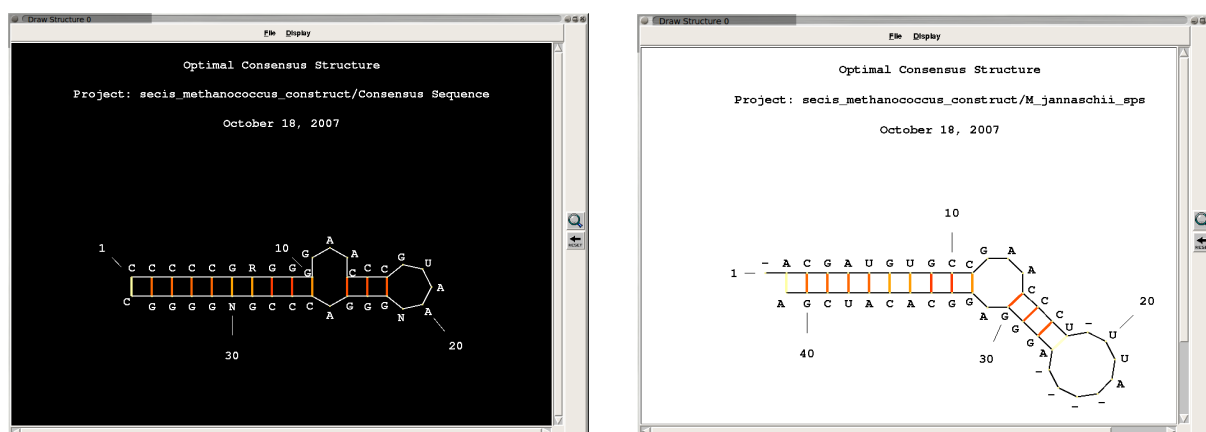 Draw Structure 0
File Display
Optimal Consensus Structure
Project: secis_methanococcus_construct/Consensus Sequence
October 18, 2007
1
10
C C C C C G R G G G G A A C C C G U A A N
C G G G G N G C C C A G G G
20
30
Draw Structure 0
File Display
Optimal Consensus Structure
Project: secis_methanococcus_construct/M_jannaschii_sps
October 18, 2007
10
1
- A C G A U G U G C C G A A C C C U - U U A - - - -
A G C U A C A C G G A G G G A
20
30
40
RESET
RESET